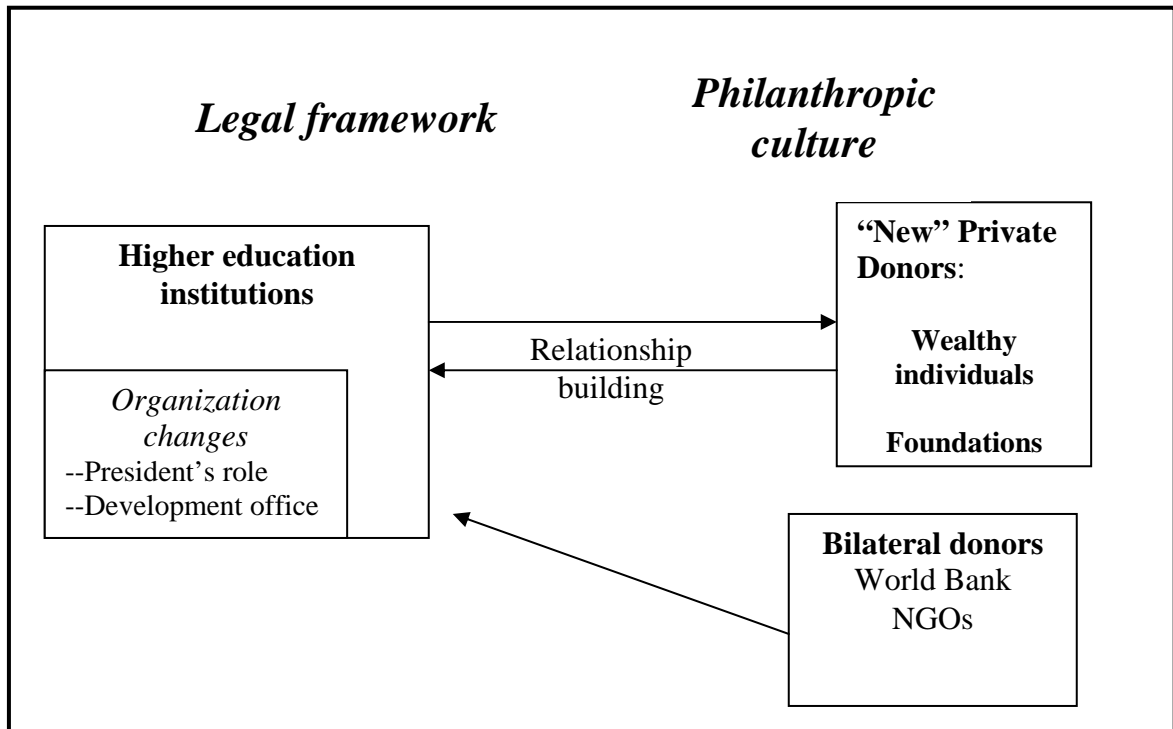 Legal framework
Philanthropic
culture
Higher education
institutions
Organization
changes
--President’s role
--Development office
Relationship
building
“New” Private
Donors:
Wealthy
individuals
Foundations
Bilateral donors
World Bank
NGOs